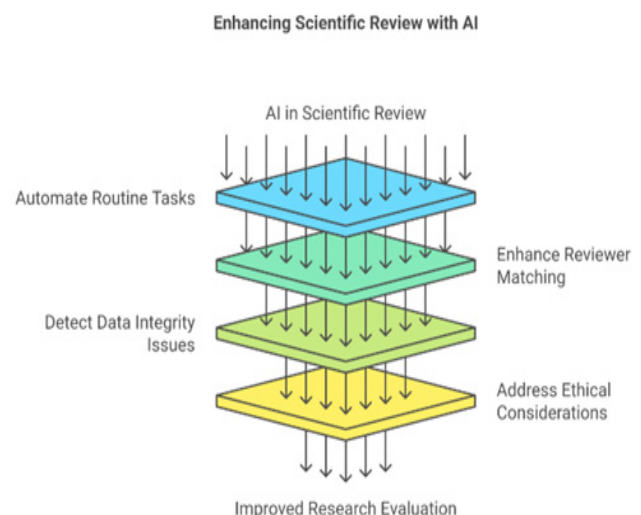 Enhancing Scientific Review with AI
AI in Scientific Review
Automate Routine Tasks
Enhance Reviewer
Matching
Detect Data Integrity
Issues
Address Ethical
Considerations
Improved Research Evaluation